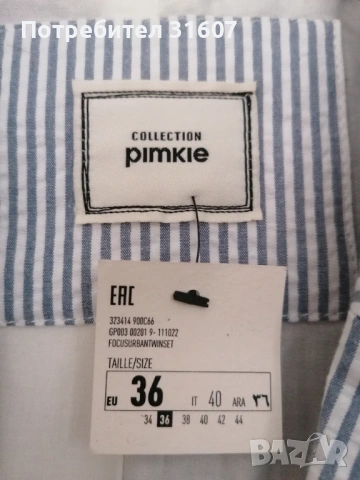 Потребител 31607
COLLECTION
pimkie
EAC
323414 900C66
GP003 00201 9- 111022
FOCUSURBANTWINSET
TAILLE/SIZE
EU 36 IT 40 ARA ٣٦
34 36 38 40 42 44
BAZAR